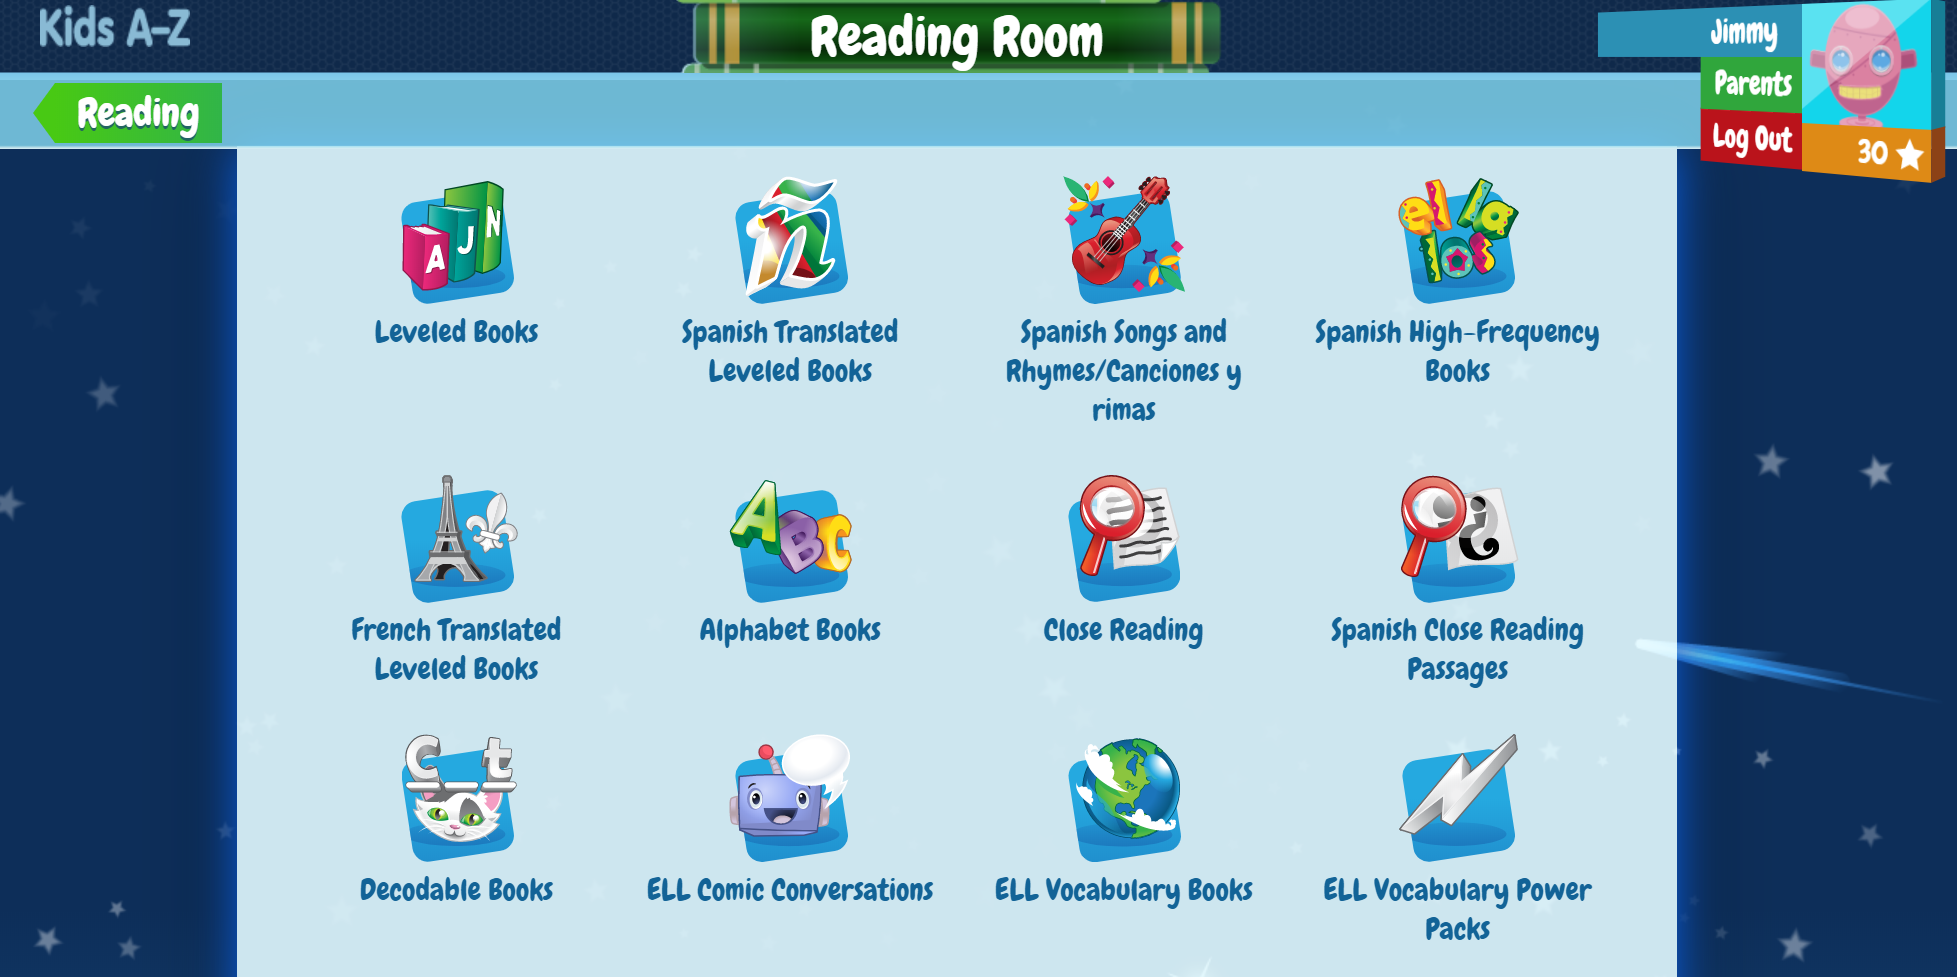 Kids A-Z
Reading Room
Jimmy
Parents
Log Out
30
Reading
A J N
Leveled Books
ñ
Spanish Translated
Leveled Books
Spanish Songs and
Rhymes/Canciones y
rimas
el la
los
Spanish High-Frequency
Books
French Translated
Leveled Books
ABC
Alphabet Books
Close Reading
¿
Spanish Close Reading
Passages
C_t
Decodable Books
ELL Comic Conversations
ELL Vocabulary Books
ELL Vocabulary Power
Packs